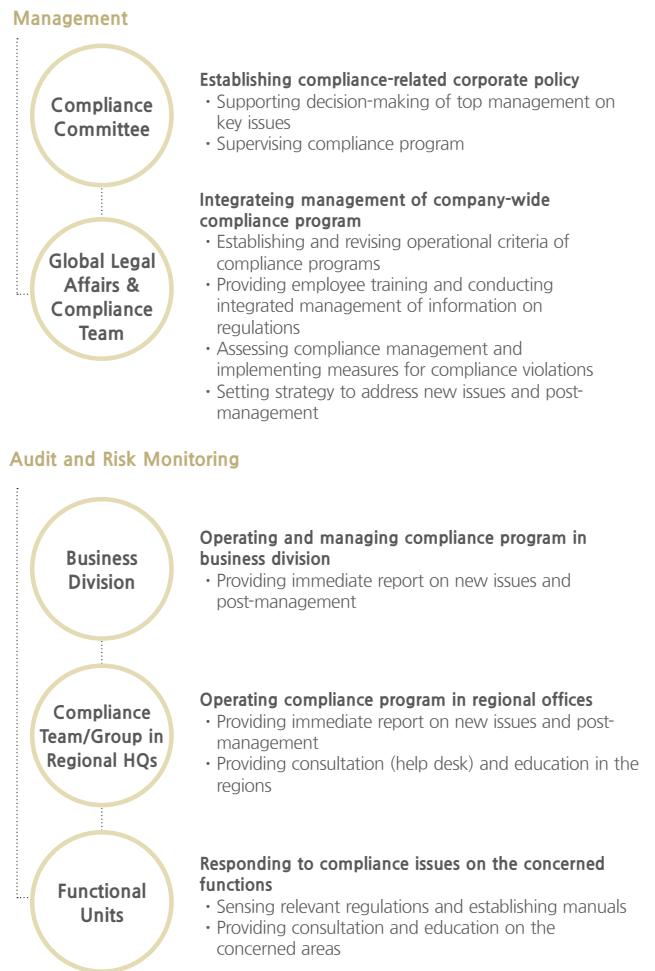 Management
Compliance
Committee
Establishing compliance-related corporate policy
・Supporting decision-making of top management on
key issues
・Supervising compliance program
Global Legal
Affairs &
Compliance
Team
Integrateing management of company-wide
compliance program
・Establishing and revising operational criteria of
compliance programs
・Providing employee training and conducting
integrated management of information on
regulations
・Assessing compliance management and
implementing measures for compliance violations
・Setting strategy to address new issues and post-
management
Audit and Risk Monitoring
Business
Division
Operating and managing compliance program in
business division
・Providing immediate report on new issues and
post-management
Compliance
Team/Group in
Regional HQs
Operating compliance program in regional offices
・Providing immediate report on new issues and post-
management
・Providing consultation (help desk) and education in the
regions
Functional
Units
Responding to compliance issues on the concerned
functions
・Sensing relevant regulations and establishing manuals
・Providing consultation and education on the
concerned areas